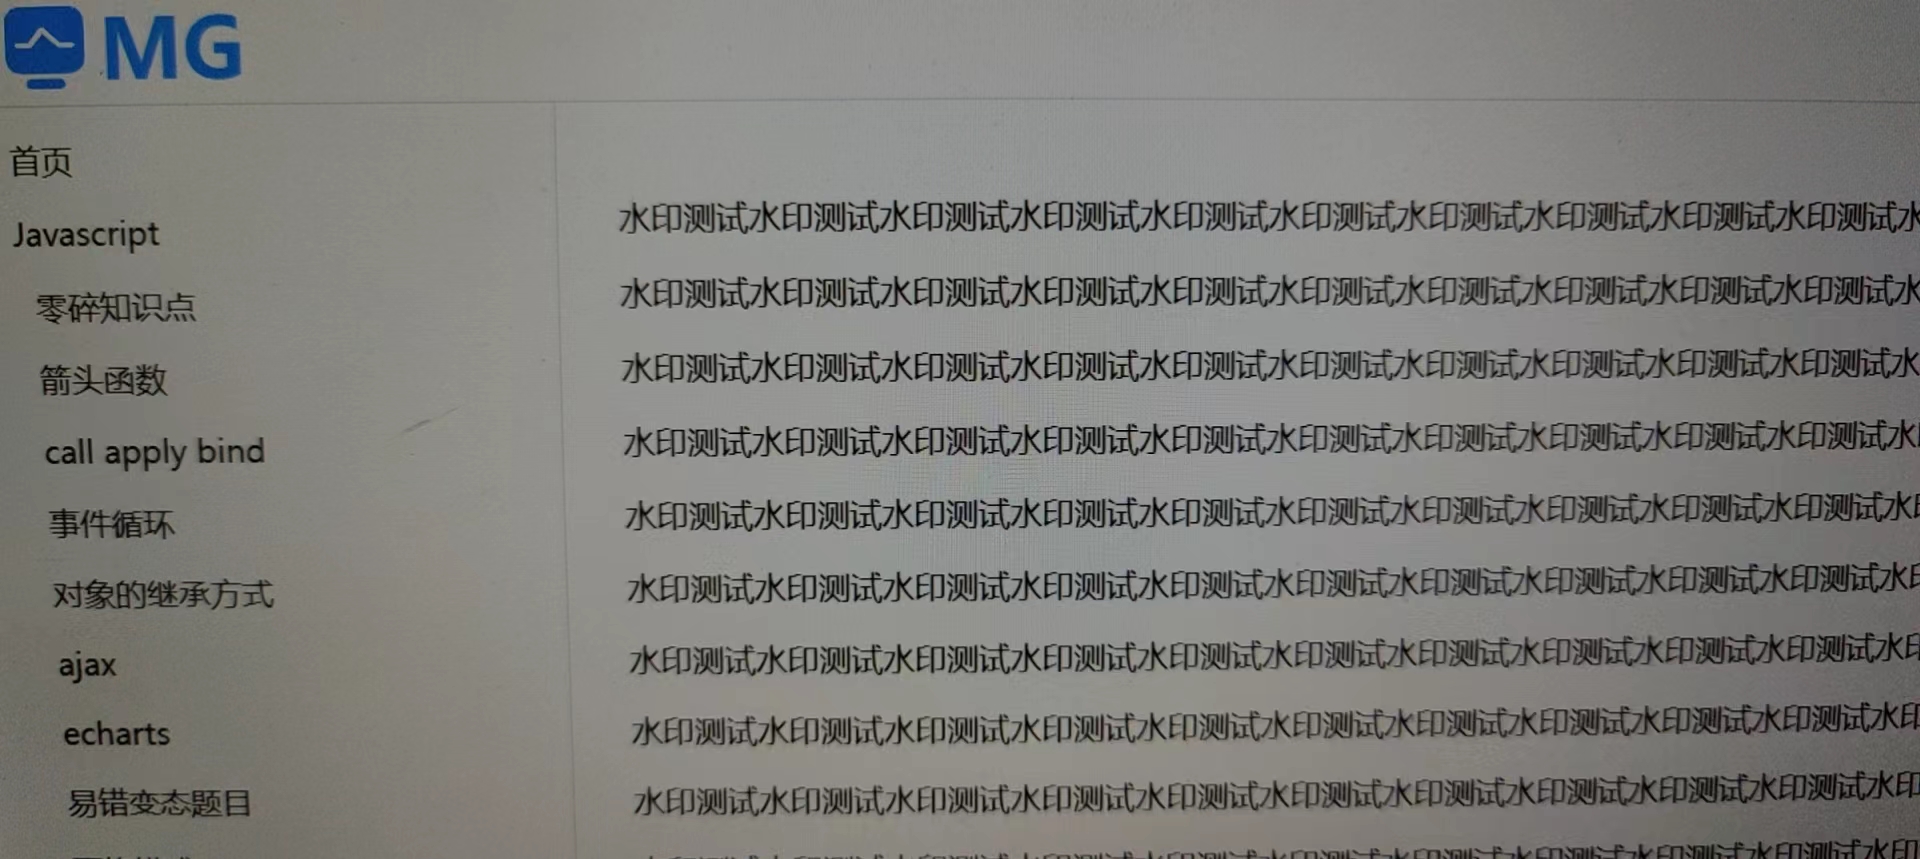 MG
首页
Javascript
零碎知识点
箭头函数
call apply bind
事件循环
对象的继承方式
ajax
echarts
易错变态题目
水印测试水印测试水印测试水印测试水印测试水印测试水印测试水印测试水印测试水印测试水
水印测试水印测试水印测试水印测试水印测试水印测试水印测试水印测试水印测试水印测试水
水印测试水印测试水印测试水印测试水印测试水印测试水印测试水印测试水印测试水印测试水
水印测试水印测试水印测试水印测试水印测试水印测试水印测试水印测试水印测试水印测试水
水印测试水印测试水印测试水印测试水印测试水印测试水印测试水印测试水印测试水印测试水印
水印测试水印测试水印测试水印测试水印测试水印测试水印测试水印测试水印测试水印测试水印
水印测试水印测试水印测试水印测试水印测试水印测试水印测试水印测试水印测试水印测试水印
水印测试水印测试水印测试水印测试水印测试水印测试水印测试水印测试水印测试水印测试水印
水印测试水印测试水印测试水印测试水印测试水印测试水印测试水印测试水印测试水印测试水印